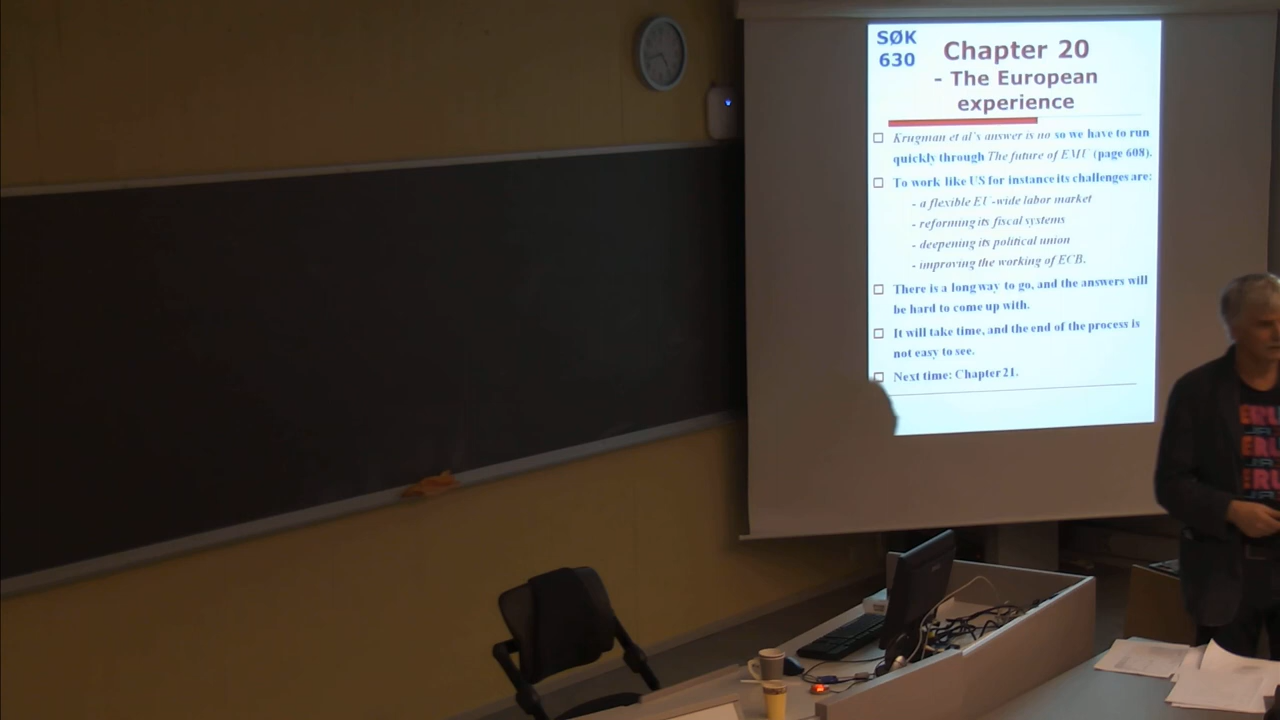 SØK
630
Chapter 20
- The European
experience
Krugman et al's answer is no so we have to run
quickly through The future of EMU (page 608).
To work like US for instance its challenges are:
- a flexible EU-wide labor market
- reforming its fiscal systems
- deepening its political union
- improving the working of ECB.
There is a long way to go, and the answers will
be hard to come up with.
It will take time, and the end of the process is
not easy to see.
Next time: Chapter 21.